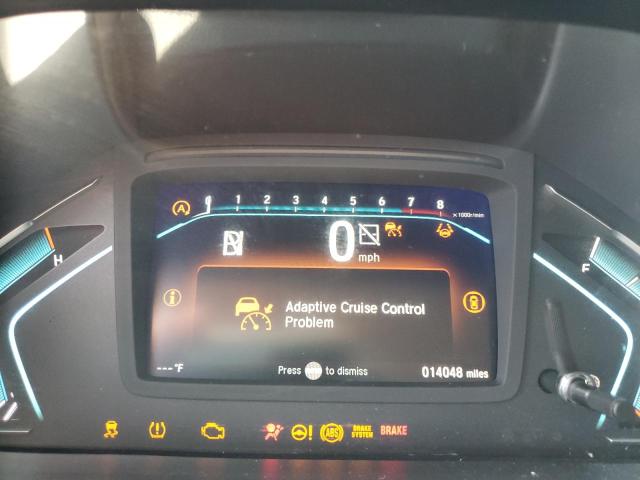 0 1 2 3 4 5 6 7 8
x1000r/min
A
0
mph
H
F
Adaptive Cruise Control
Problem
---°F
Press to dismiss
014048 miles
ABS
BRAKE
SYSTEM
BRAKE